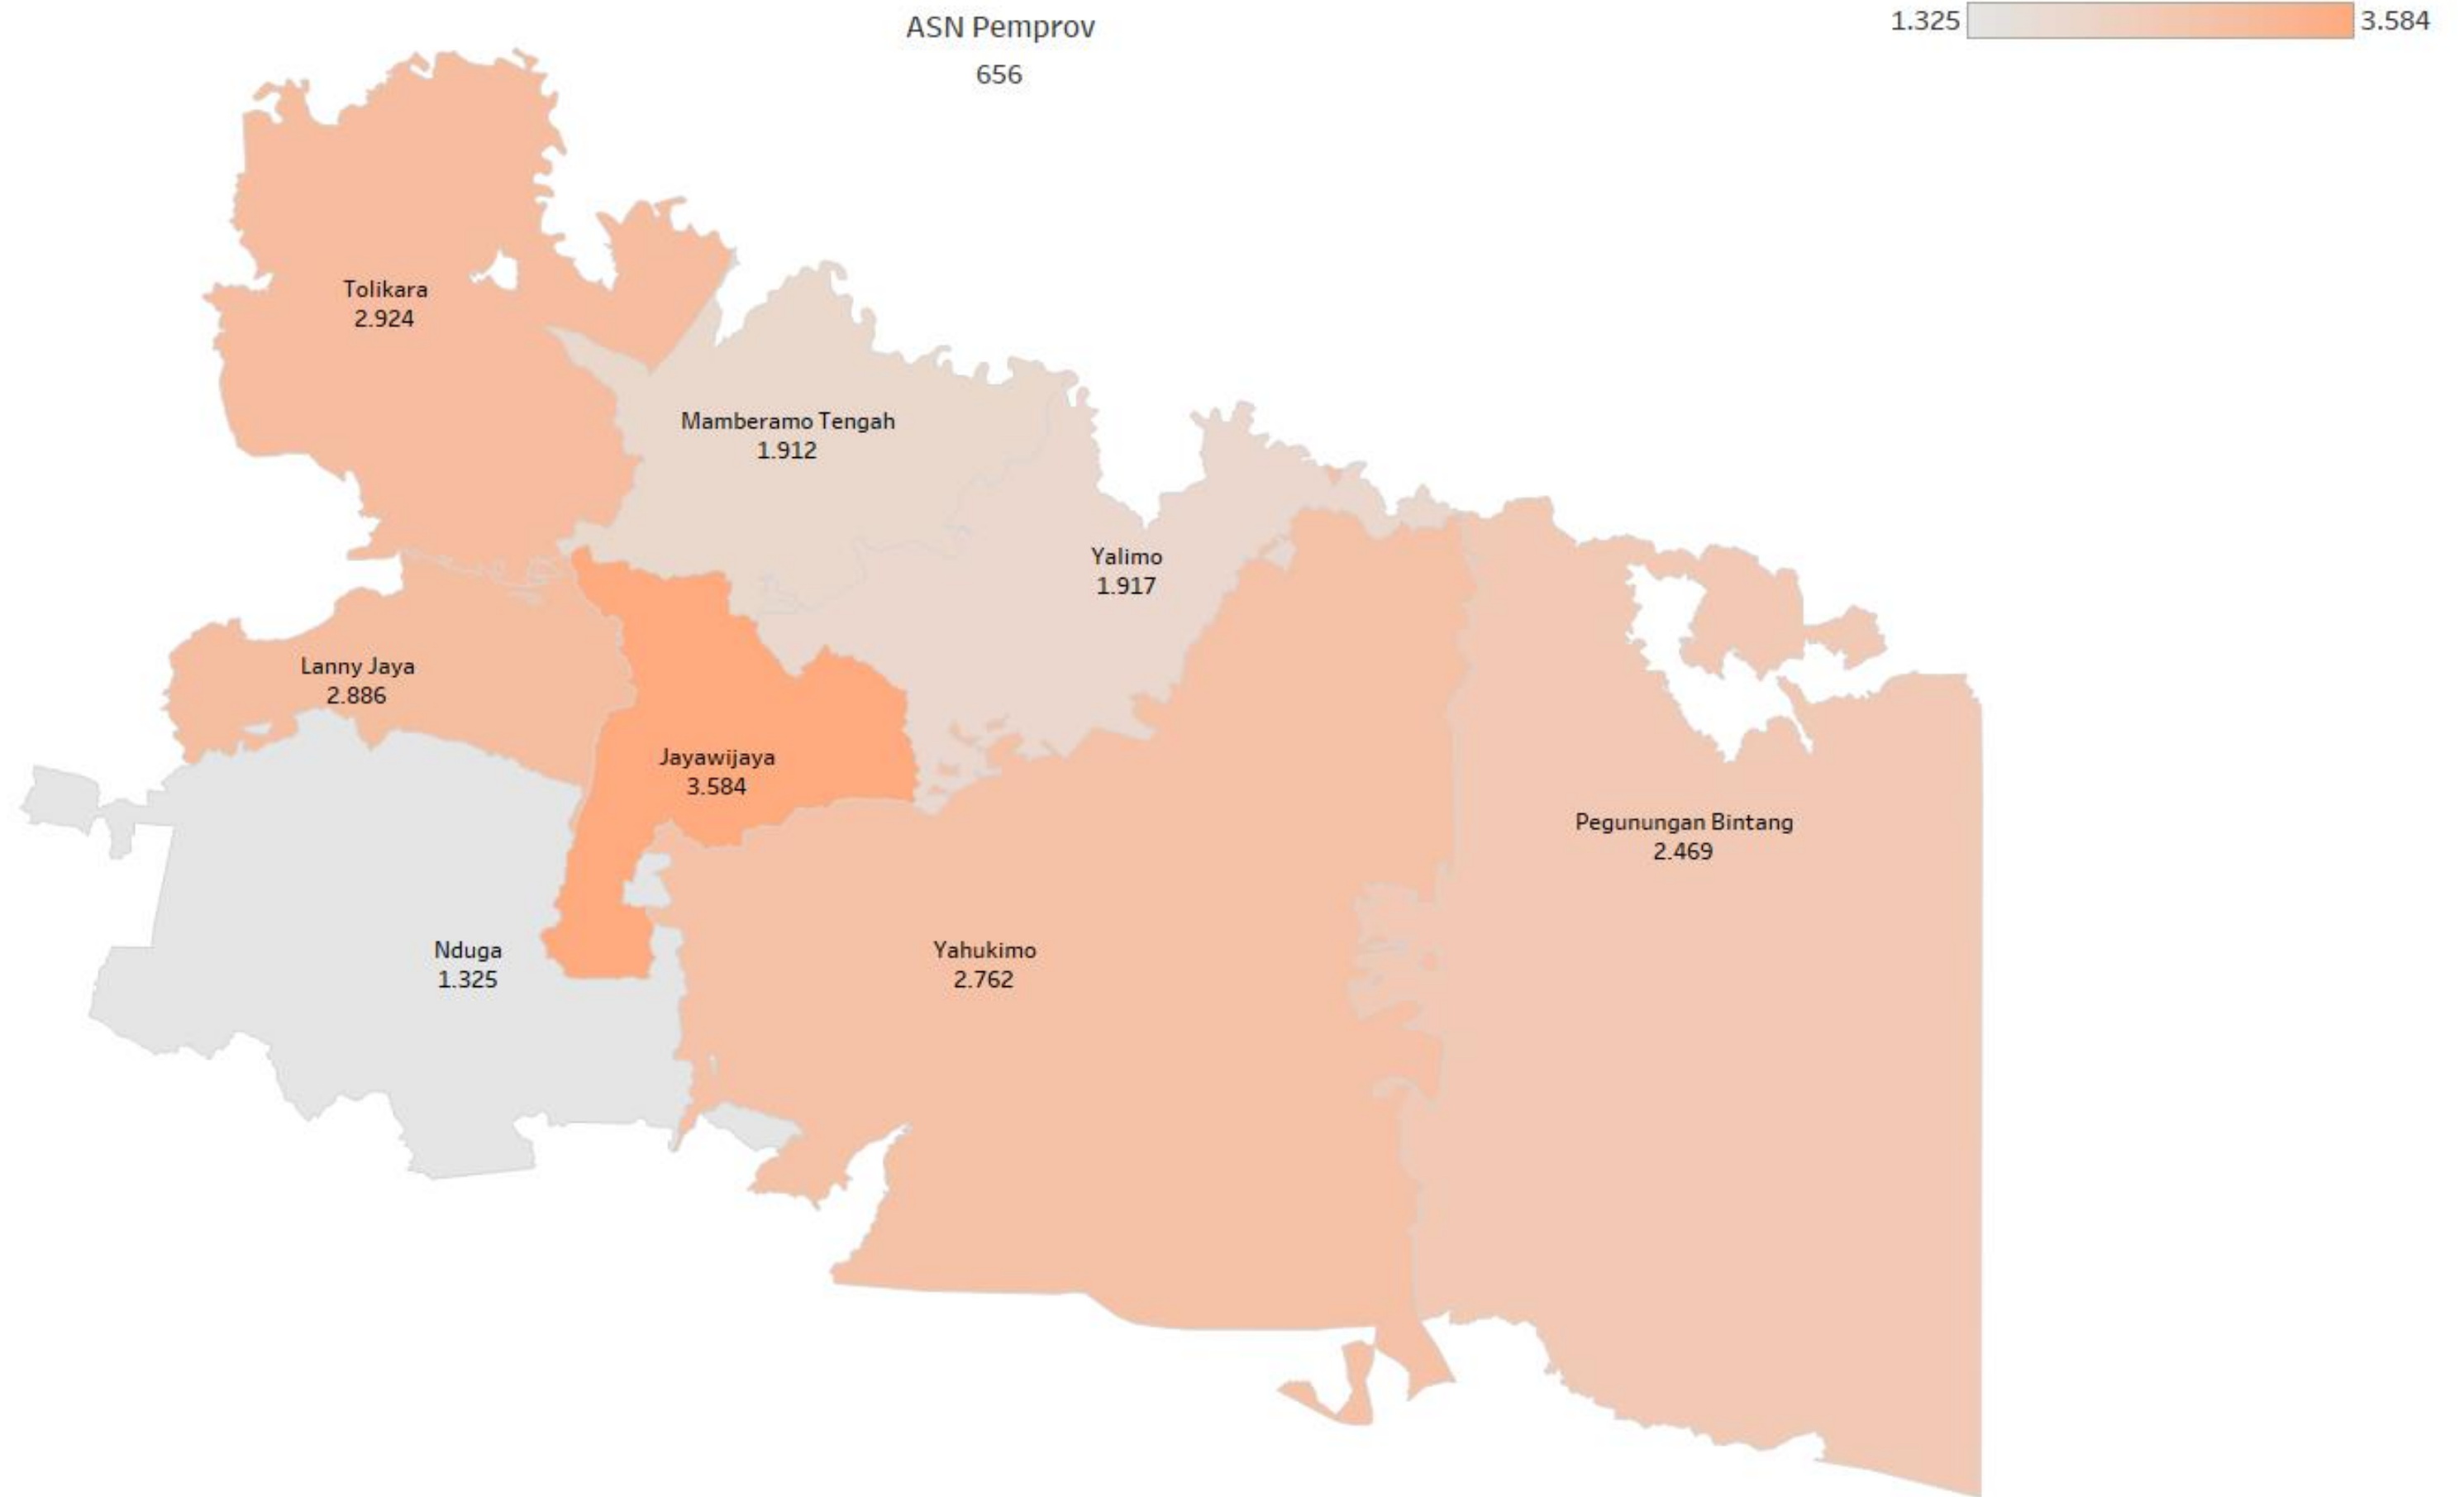 ASN Pemprov
656
1.325
3.584
Tolikara
2.924
Mamberamo Tengah
1.912
Yalimo
1.917
Lanny Jaya
2.886
Jayawijaya
3.584
Pegunungan Bintang
2.469
Nduga
1.325
Yahukimo
2.762